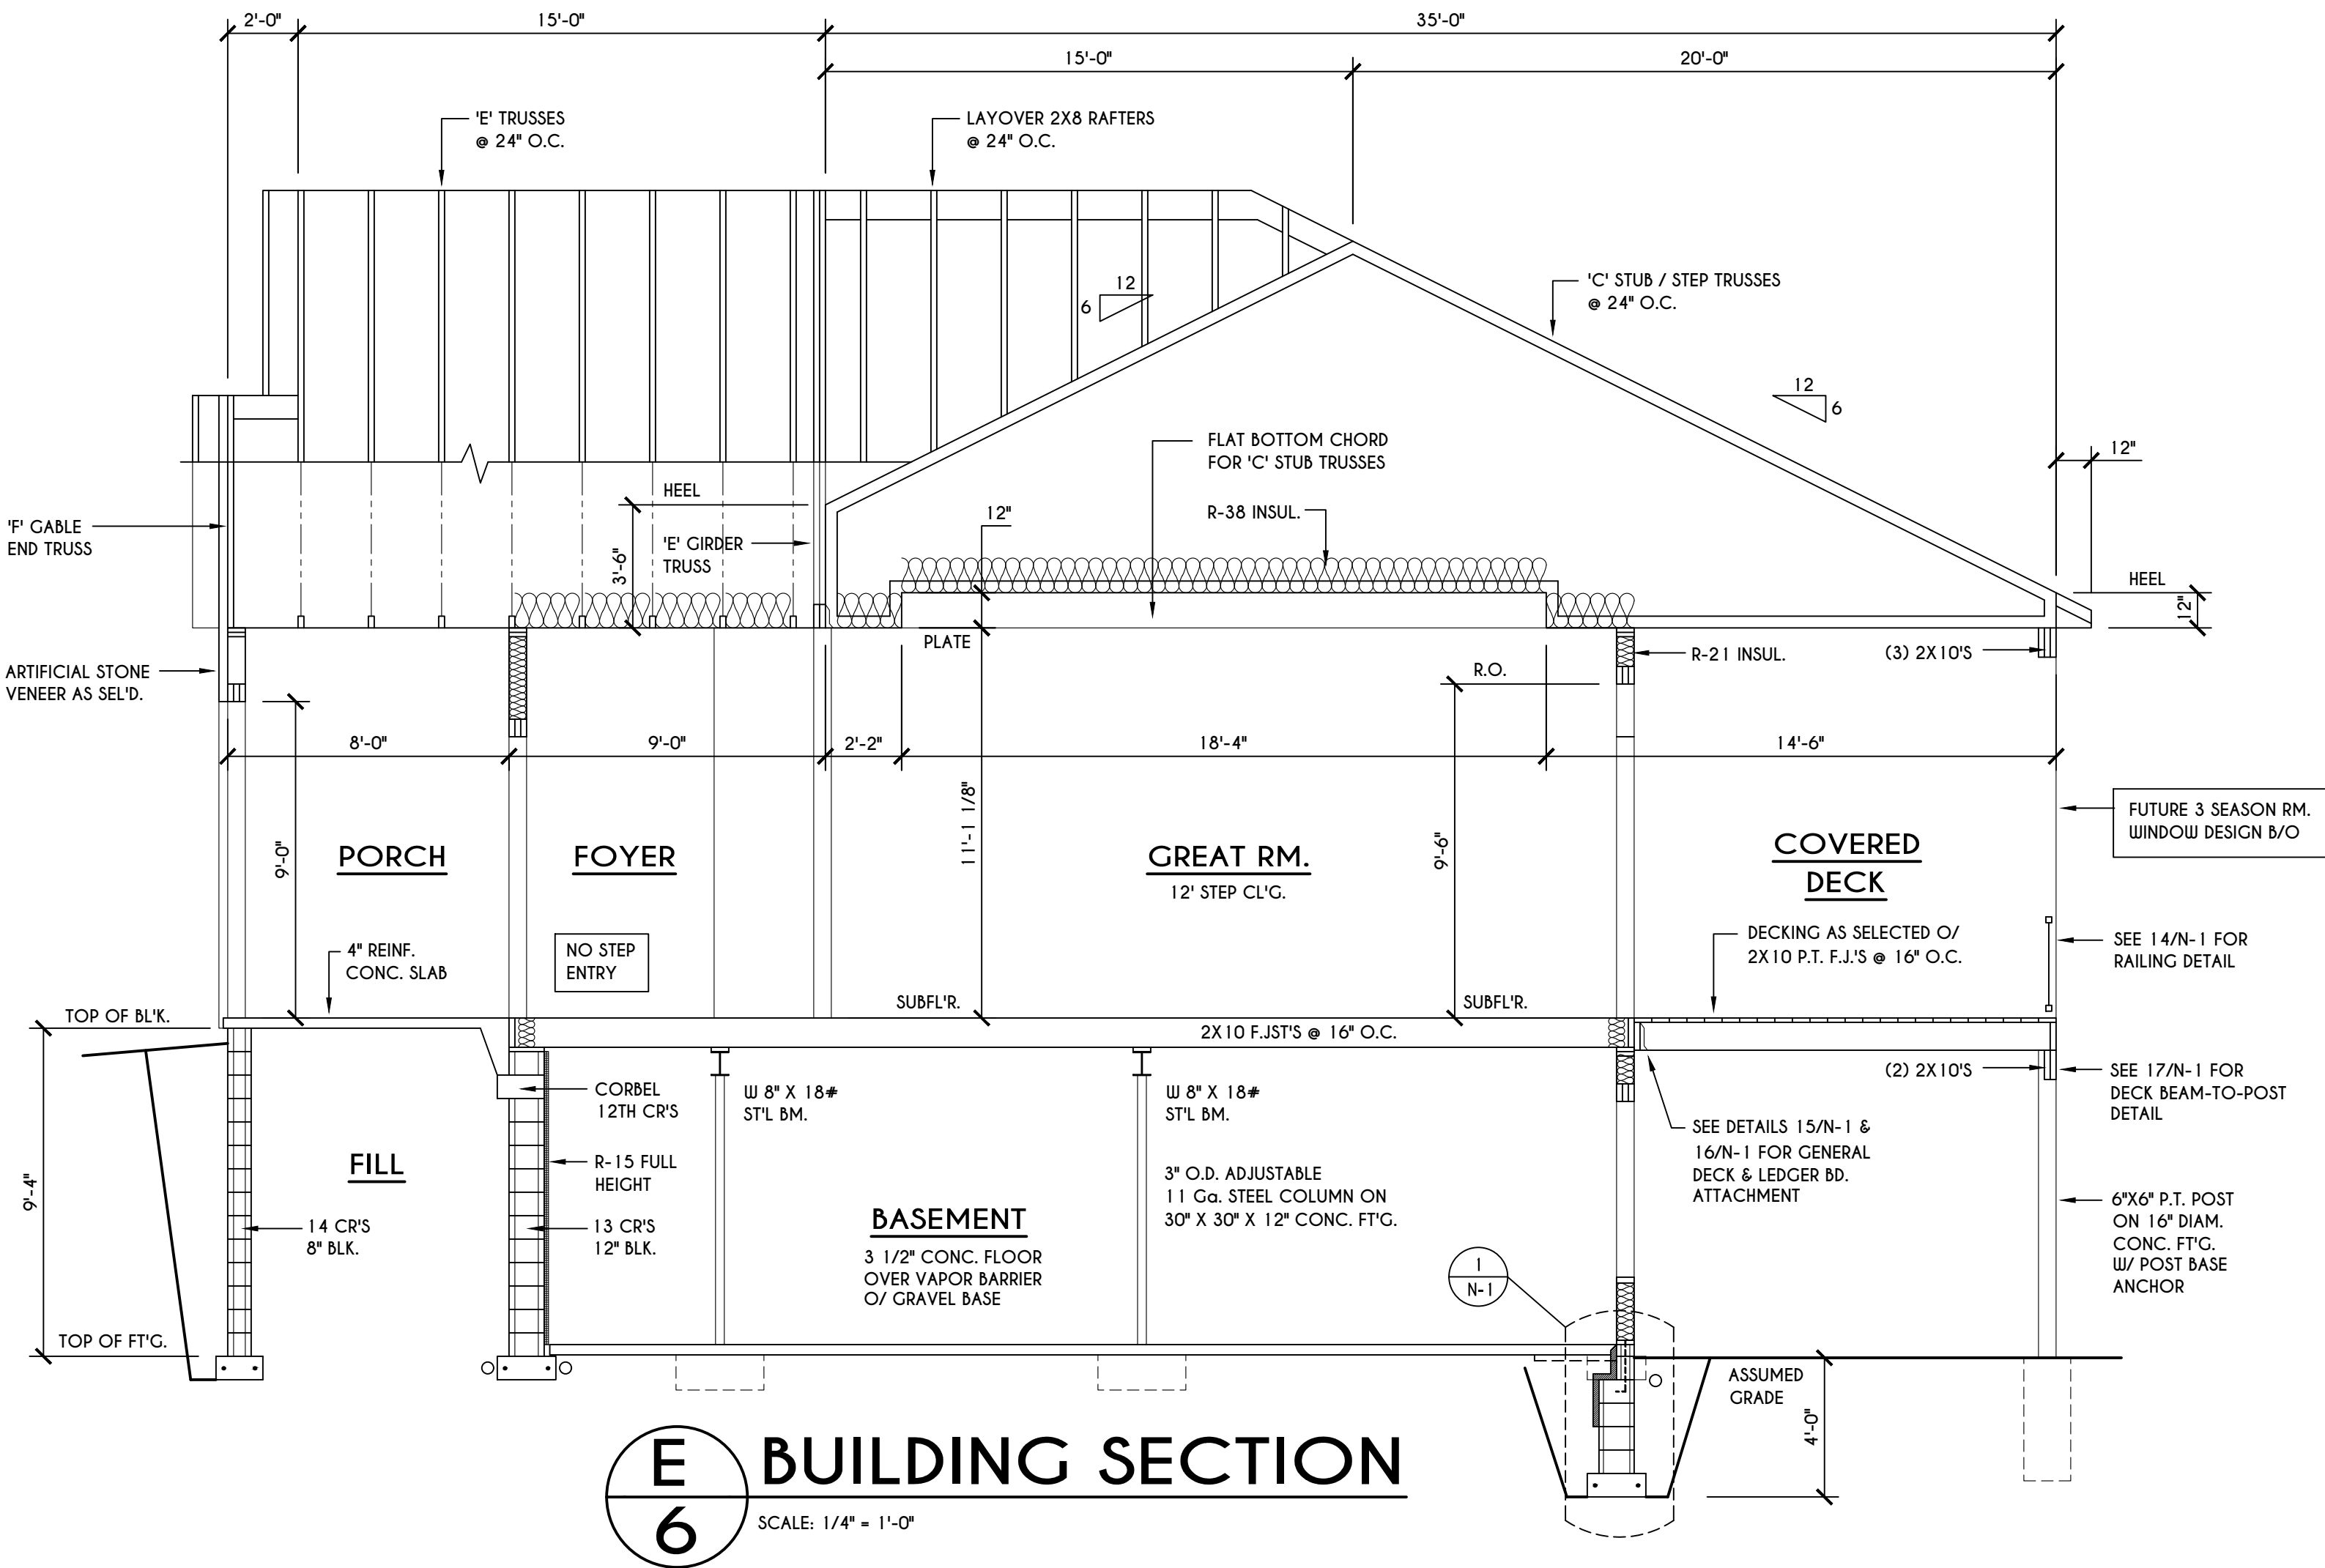 2'-0"
15'-0"
35'-0"
15'-0"
20'-0"
'E' TRUSSES
@ 24" O.C.
LAYOVER 2X8 RAFTERS
@ 24" O.C.
12
6
'C' STUB / STEP TRUSSES
@ 24" O.C.
12
6
FLAT BOTTOM CHORD
FOR 'C' STUB TRUSSES
12"
HEEL
12"
R-38 INSUL.
'F' GABLE
END TRUSS
3'-6"
'E' GIRDER
TRUSS
HEEL
12"
PLATE
R-21 INSUL.
(3) 2X10'S
ARTIFICIAL STONE
VENEER AS SEL'D.
R.O.
8'-0"
9'-0"
2'-2"
18'-4"
14'-6"
11'-1 1/8"
FUTURE 3 SEASON RM.
WINDOW DESIGN B/O
9'-0"
PORCH
FOYER
GREAT RM.
12' STEP CL'G.
9'-6"
COVERED
DECK
4" REINF.
CONC. SLAB
NO STEP
ENTRY
DECKING AS SELECTED O/
2X10 P.T. F.J.'S @ 16" O.C.
SEE 14/N-1 FOR
RAILING DETAIL
TOP OF BL'K.
SUBFL'R.
SUBFL'R.
2X10 F.JST'S @ 16" O.C.
CORBEL
12TH CR'S
W 8" X 18#
ST'L BM.
W 8" X 18#
ST'L BM.
(2) 2X10'S
SEE 17/N-1 FOR
DECK BEAM-TO-POST
DETAIL
SEE DETAILS 15/N-1 &
16/N-1 FOR GENERAL
DECK & LEDGER BD.
ATTACHMENT
FILL
R-15 FULL
HEIGHT
9'-4"
3" O.D. ADJUSTABLE
11 Ga. STEEL COLUMN ON
30" X 30" X 12" CONC. FT'G.
6"X6" P.T. POST
ON 16" DIAM.
CONC. FT'G.
W/ POST BASE
ANCHOR
14 CR'S
8" BLK.
13 CR'S
12" BLK.
BASEMENT
3 1/2" CONC. FLOOR
OVER VAPOR BARRIER
O/ GRAVEL BASE
1
N-1
TOP OF FT'G.
ASSUMED
GRADE
4'-0"
E
6
BUILDING SECTION
SCALE: 1/4" = 1'-0"